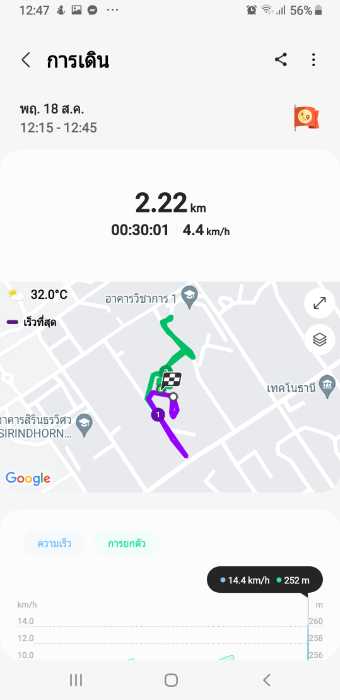 12:47 56%
การเดิน
พฤ. 18 ส.ค.
12:15 - 12:45
2.22 km
00:30:01 4.4 km/h
32.0°C
อาคารวิชาการ 1
เร็วที่สุด
เทคโนธานี
1
อาคารสิรินธรวิศว
SIRINDHORN...
Google
ความเร็ว การยกตัว
14.4 km/h 252 m
km/h m
14.0 260
12.0 258
10.0 256